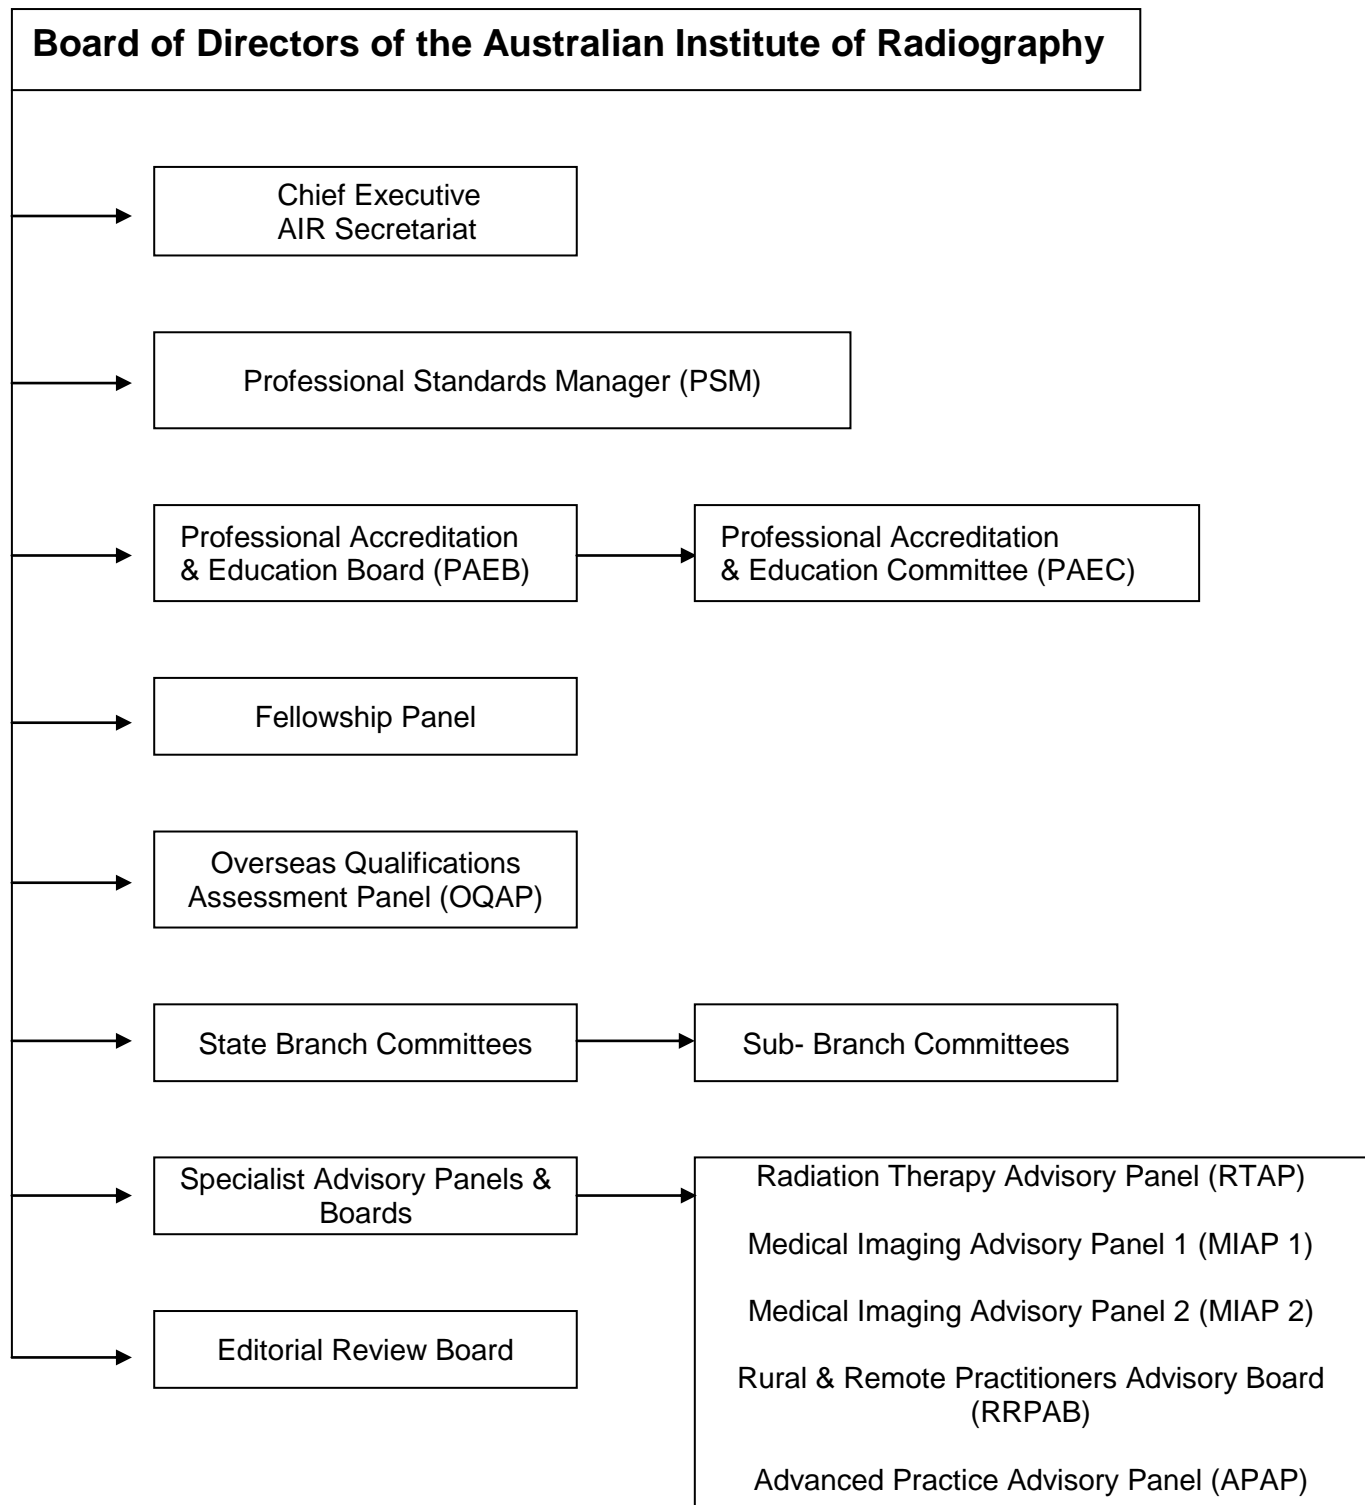 Board of Directors of the Australian Institute of Radiography
Chief Executive
AIR Secretariat
Professional Standards Manager (PSM)
Professional Accreditation
& Education Board (PAEB)
Professional Accreditation
& Education Committee (PAEC)
Fellowship Panel
Overseas Qualifications
Assessment Panel (OQAP)
State Branch Committees
Sub- Branch Committees
Specialist Advisory Panels &
Boards
Radiation Therapy Advisory Panel (RTAP)
Medical Imaging Advisory Panel 1 (MIAP 1)
Medical Imaging Advisory Panel 2 (MIAP 2)
Rural & Remote Practitioners Advisory Board
(RRPAB)
Advanced Practice Advisory Panel (APAP)
Editorial Review Board